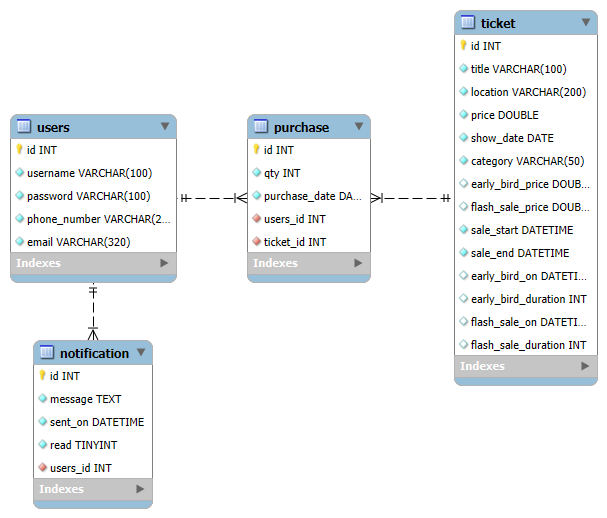 users
id INT
username VARCHAR(100)
password VARCHAR(100)
phone_number VARCHAR(2...
email VARCHAR(320)
Indexes
purchase
id INT
qty INT
purchase_date DA...
users_id INT
ticket_id INT
Indexes
ticket
id INT
title VARCHAR(100)
location VARCHAR(200)
price DOUBLE
show_date DATE
category VARCHAR(50)
early_bird_price DOUB...
flash_sale_price DOUB...
sale_start DATETIME
sale_end DATETIME
early_bird_on DATETI...
early_bird_duration INT
flash_sale_on DATETI...
flash_sale_duration INT
Indexes
notification
id INT
message TEXT
sent_on DATETIME
read TINYINT
users_id INT
Indexes